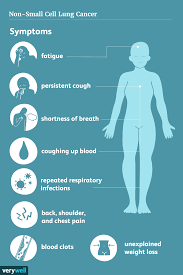 Non-Small Cell Lung Cancer
Symptoms
fatigue
persistent cough
shortness of breath
coughing up blood
repeated respiratory
infections
back, shoulder,
and chest pain
blood clots
unexplained
weight loss
verywell